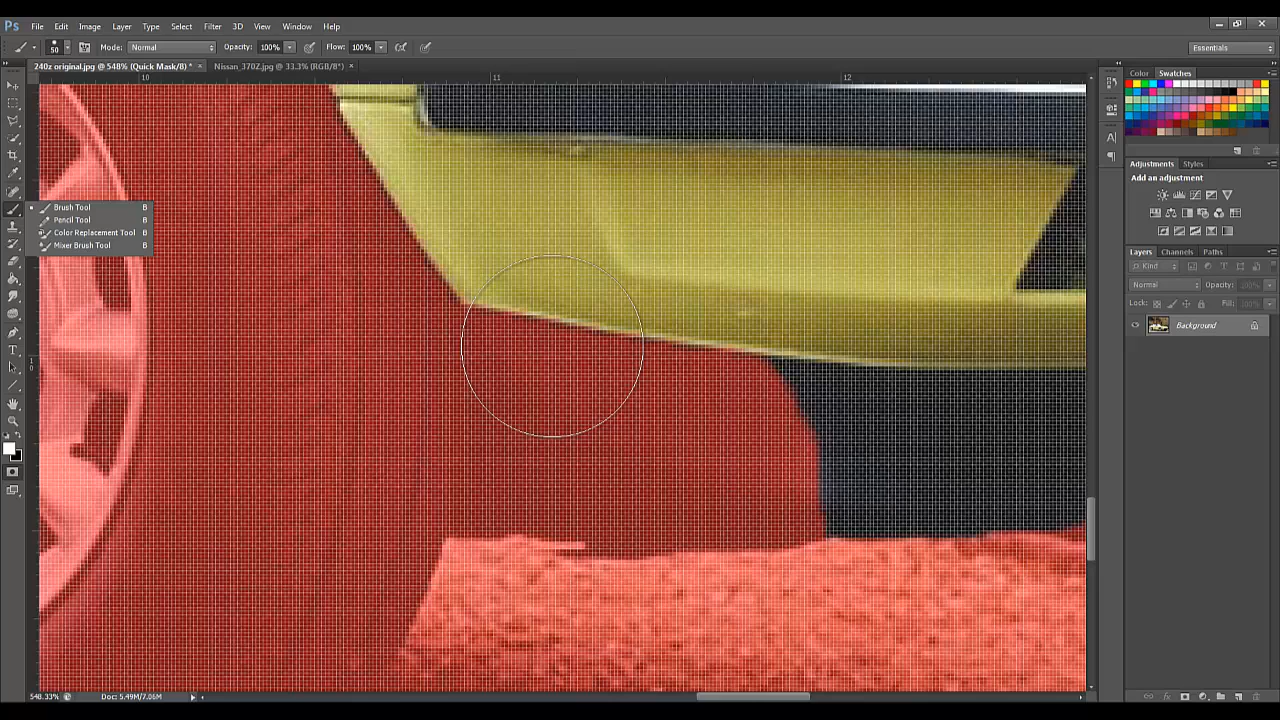 Ps File Edit Image Layer Type Select Filter 3D View Window Help
50 Mode: Normal Opacity: 100% Flow: 100% Essentials
240z original.jpg @ 548% (Quick Mask/8) * × Nissan_370Z.jpg @ 33.3% (RGB/8*) ×
10 11 12
Color Swatches
Adjustments Styles
Add an adjustment
Brush Tool B
Pencil Tool B
Color Replacement Tool B
Mixer Brush Tool B
Layers Channels Paths
Kind
Normal Opacity: 100%
Lock: Fill: 100%
Background
10
548.33% Doc: 5.49M/7.06M